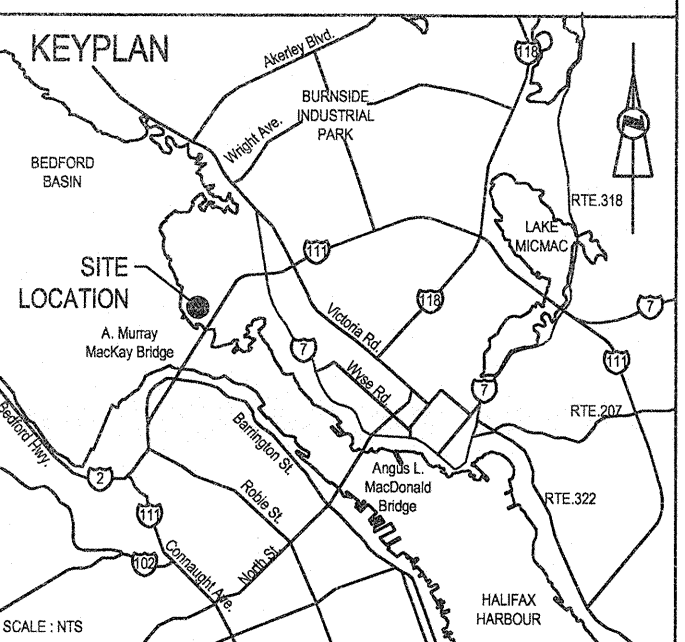 KEYPLAN
Akerley Blvd.
118
BURNSIDE
INDUSTRIAL
PARK
Wright Ave.
BEDFORD
BASIN
RTE.318
LAKE
MICMAC
111
SITE
LOCATION
118
7
Victoria Rd.
A. Murray
MacKay Bridge
7
111
Wyse Rd.
7
RTE.207
Bedford Hwy.
Barrington St.
2
Angus L.
MacDonald
Bridge
Robie St.
RTE.322
111
North St.
102
Connaught Ave.
HALIFAX
HARBOUR
SCALE : NTS